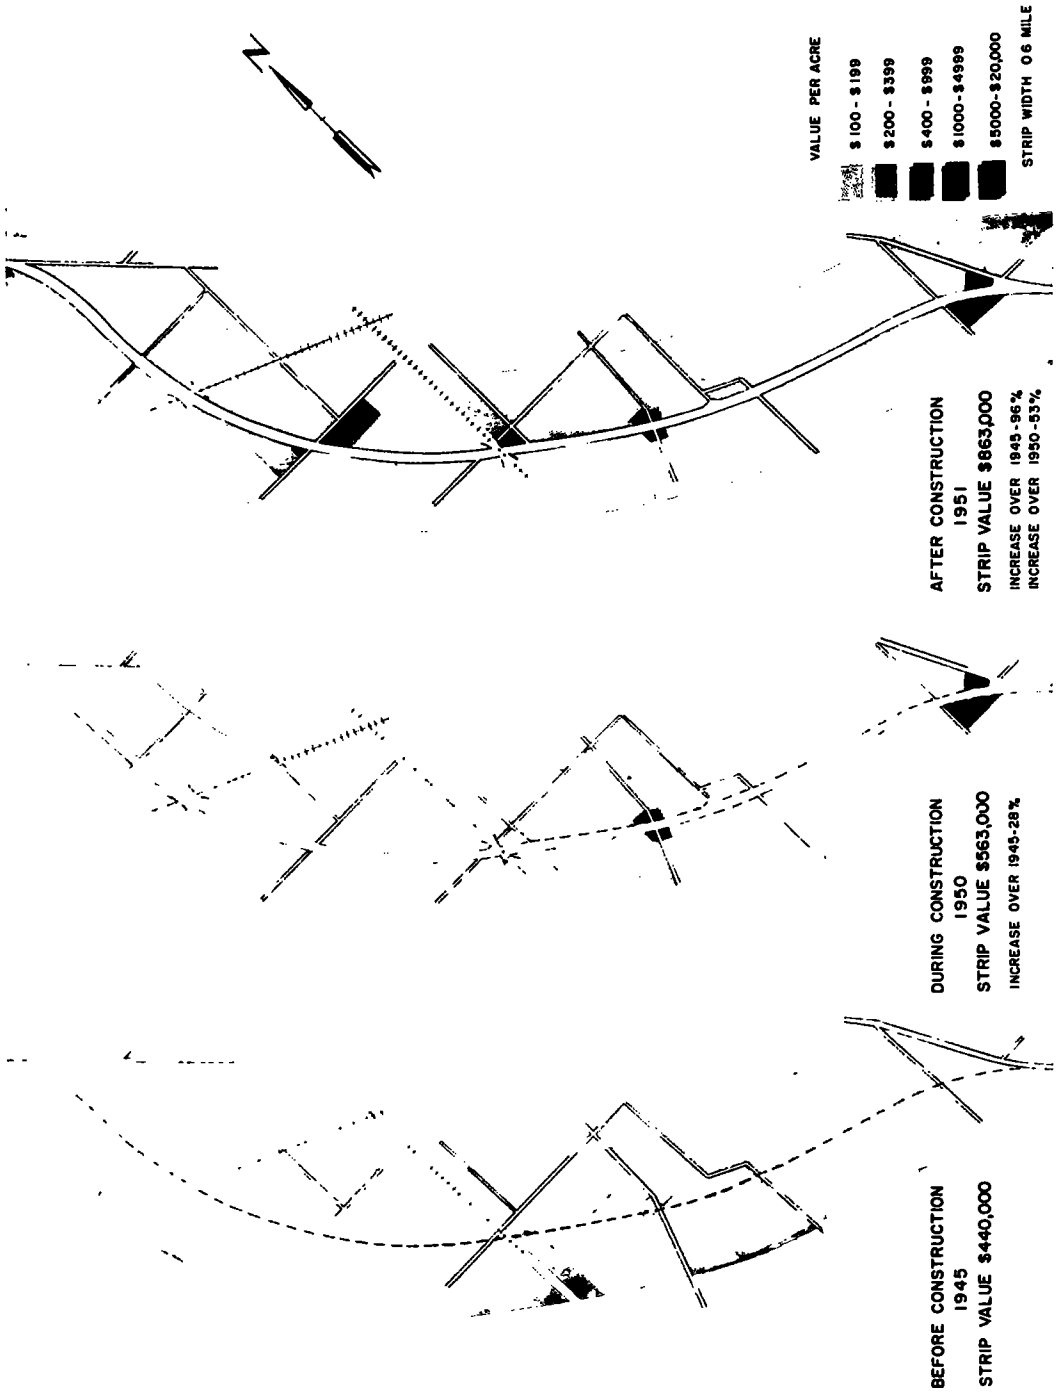 N
BEFORE CONSTRUCTION
1945
STRIP VALUE $440,000
DURING CONSTRUCTION
1950
STRIP VALUE $563,000
INCREASE OVER 1945-28%
AFTER CONSTRUCTION
1951
STRIP VALUE $863,000
INCREASE OVER 1945-96%
INCREASE OVER 1950-53%
VALUE PER ACRE
$100-$199
$200-$399
$400-$999
$1000-$4999
$5000-$20,000
STRIP WIDTH 06 MILE